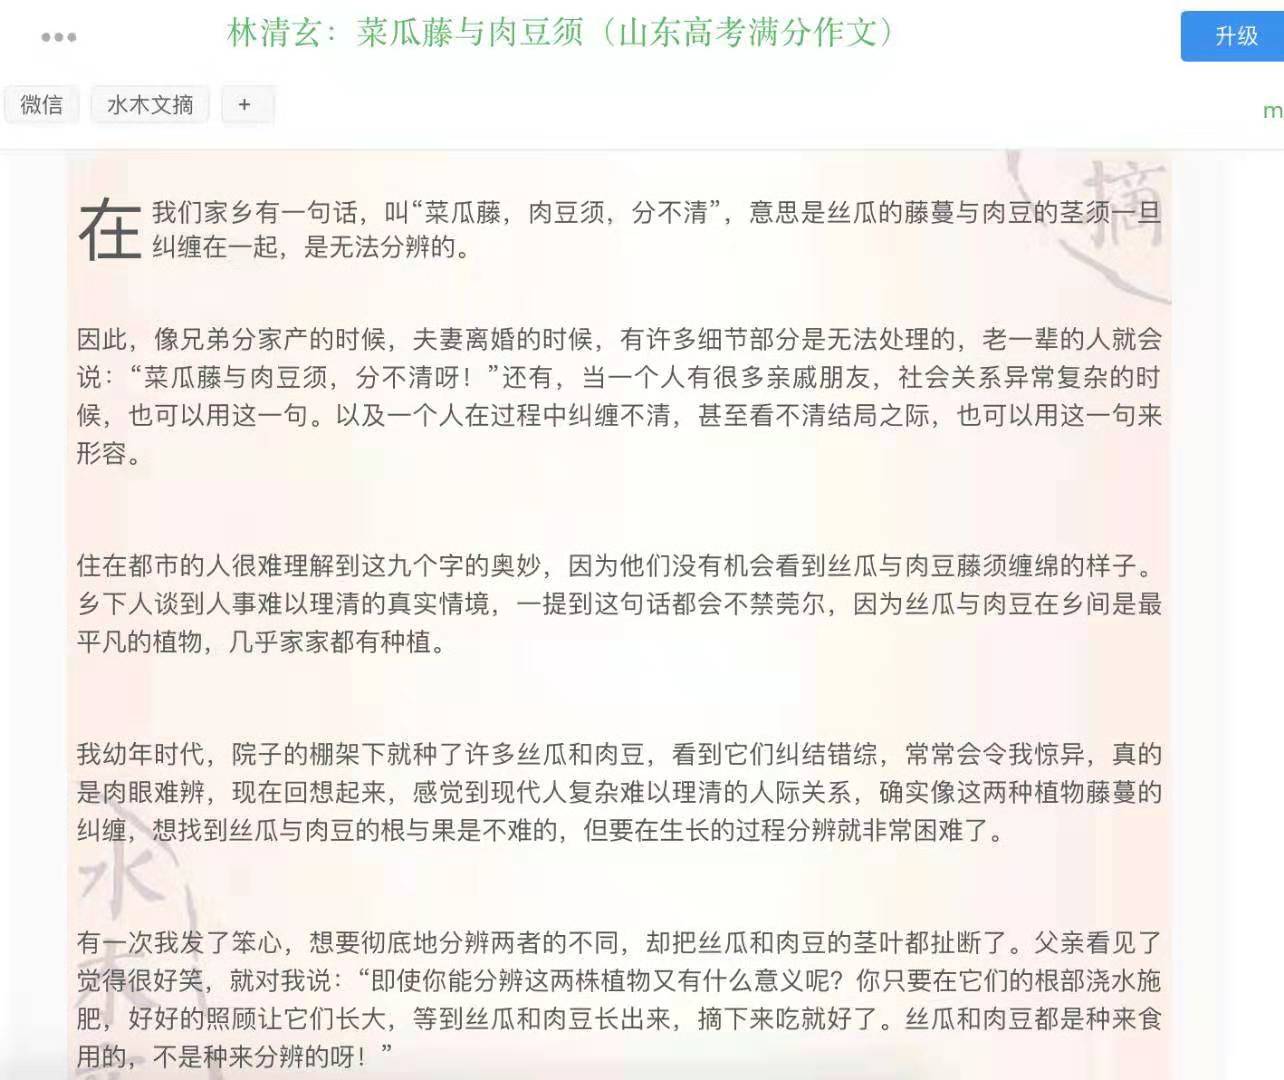 林清玄：菜瓜藤与肉豆须（山东高考满分作文）
升级
微信
水木文摘
+
m
在我们家乡有一句话，叫“菜瓜藤，肉豆须，分不清”，意思是丝瓜的藤蔓与肉豆的茎须一旦
纠缠在一起，是无法分辨的。
因此，像兄弟分家产的时候，夫妻离婚的时候，有许多细节部分是无法处理的，老一辈的人就会
说：“菜瓜藤与肉豆须，分不清呀！”还有，当一个人有很多亲戚朋友，社会关系异常复杂的时
候，也可以用这一句。以及一个人在过程中纠缠不清，甚至看不清结局之际，也可以用这一句来
形容。
住在都市的人很难理解到这九个字的奥妙，因为他们没有机会看到丝瓜与肉豆藤须缠绵的样子。
乡下人谈到人事难以理清的真实情境，一提到这句话都会不禁莞尔，因为丝瓜与肉豆在乡间是最
平凡的植物，几乎家家都有种植。
我幼年时代，院子的棚架下就种了许多丝瓜和肉豆，看到它们纠结错综，常常会令我惊异，真的
是肉眼难辨，现在回想起来，感觉到现代人复杂难以理清的人际关系，确实像这两种植物藤蔓的
纠缠，想找到丝瓜与肉豆的根与果是不难的，但要在生长的过程分辨就非常困难了。
有一次我发了笨心，想要彻底地分辨两者的不同，却把丝瓜和肉豆的茎叶都扯断了。父亲看见了
觉得很好笑，就对我说：“即使你能分辨这两株植物又有什么意义呢？你只要在它们的根部浇水施
肥，好好的照顾让它们长大，等到丝瓜和肉豆长出来，摘下来吃就好了。丝瓜和肉豆都是种来食
用的，不是种来分辨的呀！”
摘
水
木